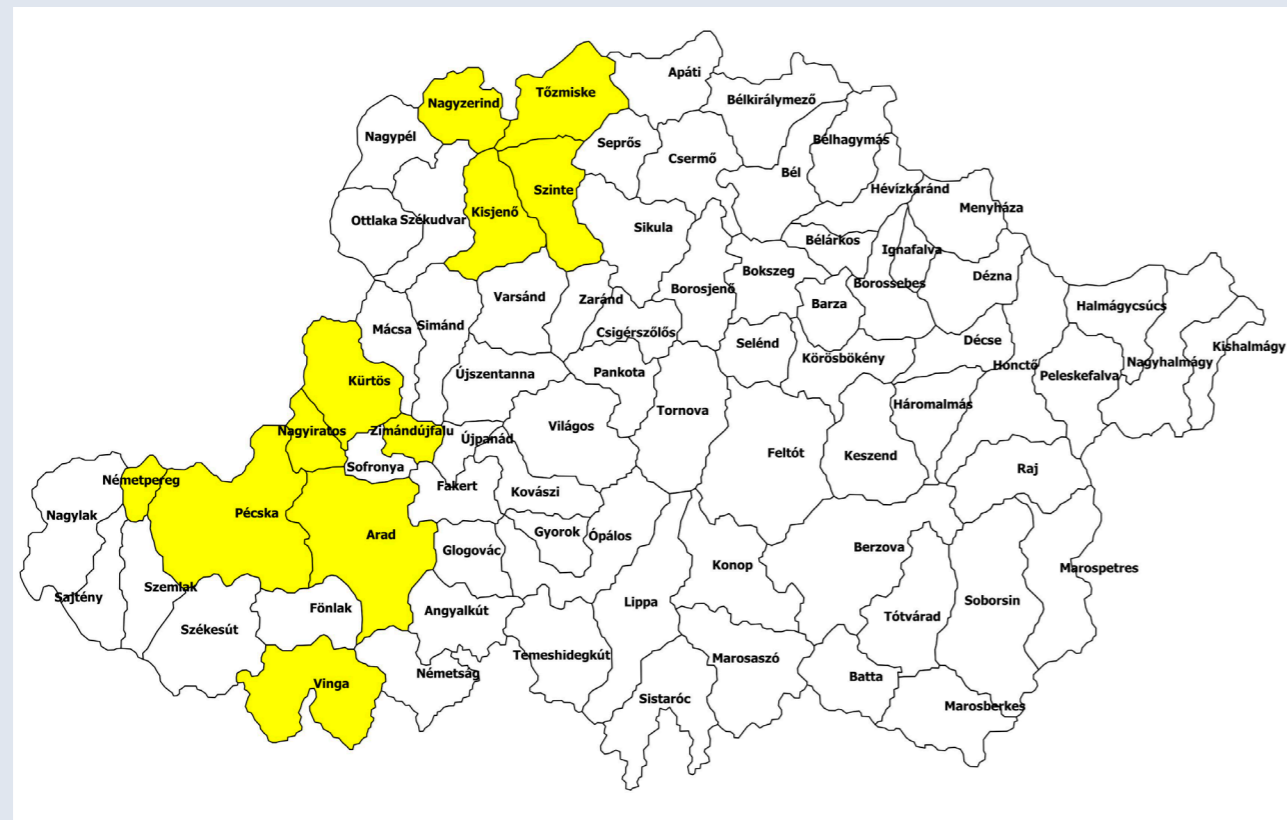 Apáti
Tőzmiske
Nagyzerind
Bélkirálymező
Nagypél
Seprős
Bélhagymás
Csermő
Bél
Hévízkáránd
Szinte
Menyháza
Kisjenő
Ottlaka
Székudvar
Sikula
Bélárkos
Ignafalva
Bokszeg
Dézna
Borosjenő
Borossebes
Varsánd
Zaránd
Barza
Halmágycsúcs
Mácsa
Simánd
Csigérszőlős
Selénd
Décse
Kishalmágy
Körösbökény
Honctő
Nagyhalmágy
Újszentanna
Pankota
Peleskefalva
Kürtös
Háromalmás
Tornova
Világos
Nagyiratos
Zimándújfalu
Újpanád
Feltót
Keszend
Sofronya
Raj
Németpereg
Fakert
Kovászi
Nagylak
Pécska
Arad
Gyorok
Ópálos
Glogovác
Berzova
Konop
Marospetres
Szemlak
Sajtény
Lippa
Soborsin
Fönlak
Angyalkút
Tótvárad
Székesút
Temeshidegkút
Marosaszó
Németság
Batta
Vinga
Sistaróc
Marosberkes